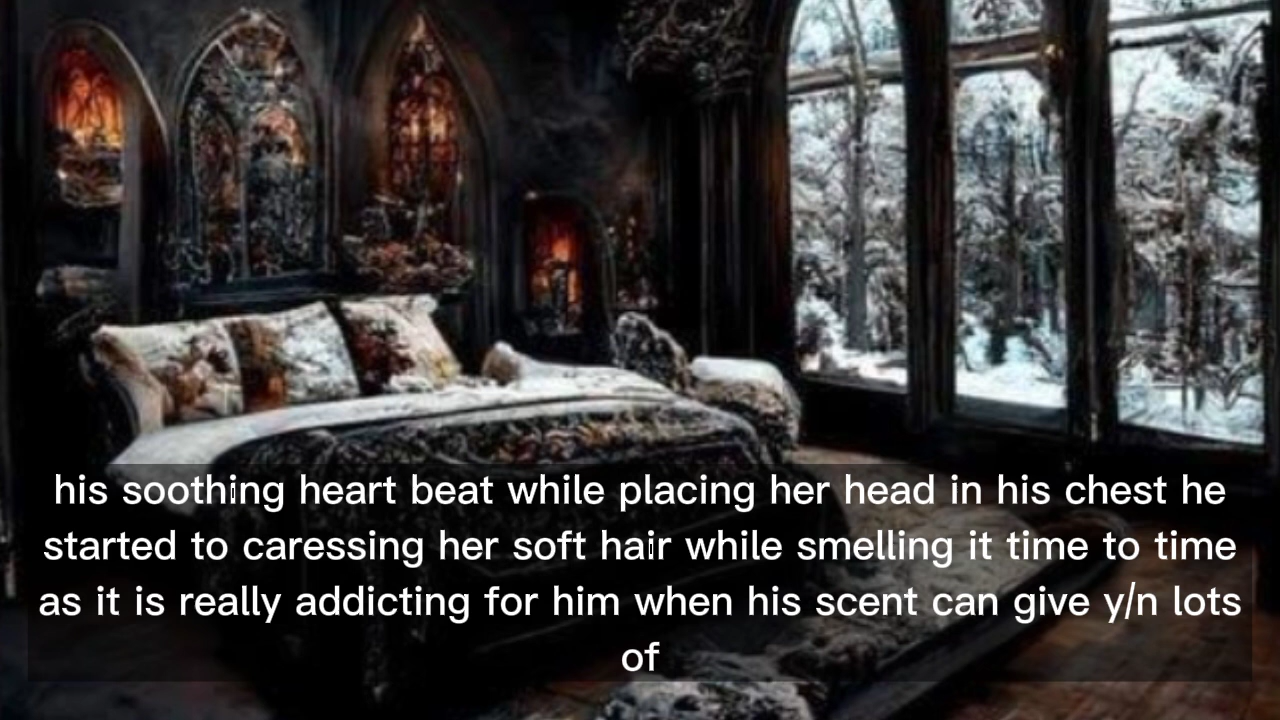 his soothing heart beat while placing her head in his chest he
started to caressing her soft hair while smelling it time to time
as it is really addicting for him when his scent can give y/n lots
of